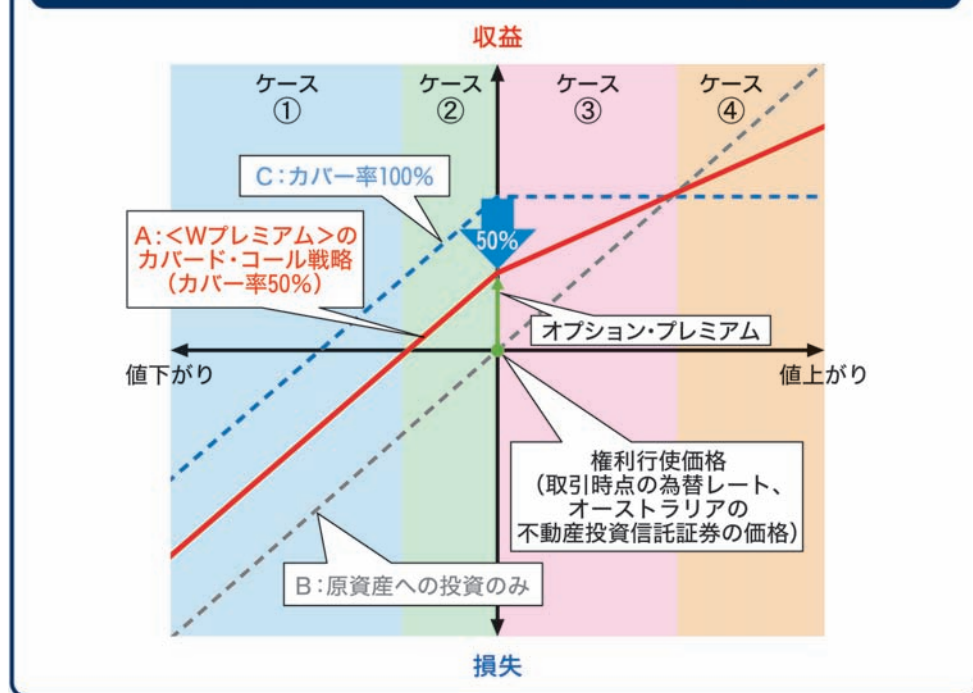 収益
ケース
①
ケース
②
ケース
③
ケース
④
C:カバー率100%
A:<Wプレミアム>の
カバード・コール戦略
(カバー率50%)
50%
オプション・プレミアム
値下がり
値上がり
権利行使価格
(取引時点の為替レート、
オーストラリアの
不動産投資信託証券の価格)
B:原資産への投資のみ
損失